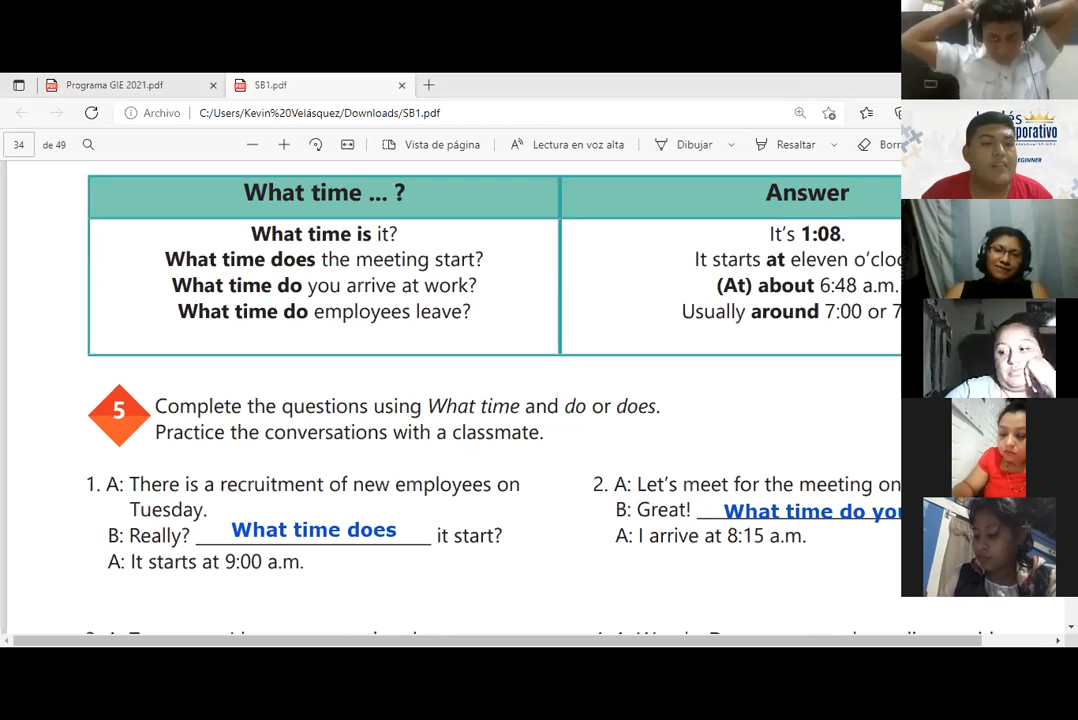 Programa GIE 2021.pdf
SB1.pdf
Archivo
C:/Users/Kevin%20Velásquez/Downloads/SB1.pdf
34
de 49
Vista de página
Lectura en voz alta
Dibujar
Resaltar
What time ... ?
Answer
What time is it?
It's 1:08.
What time does the meeting start?
It starts at eleven
What time do you arrive at work?
(At) about 6:48 a.m.
What time do employees leave?
Usually around 7:00 or 7
5
Complete the questions using What time and do or does.
Practice the conversations with a classmate.
1. A: There is a recruitment of new employees on
Tuesday.
B: Really? What time does it start?
A: It starts at 9:00 a.m.
2. A: Let's meet for the meeting on
B: Great! What time do you
A: I arrive at 8:15 a.m.